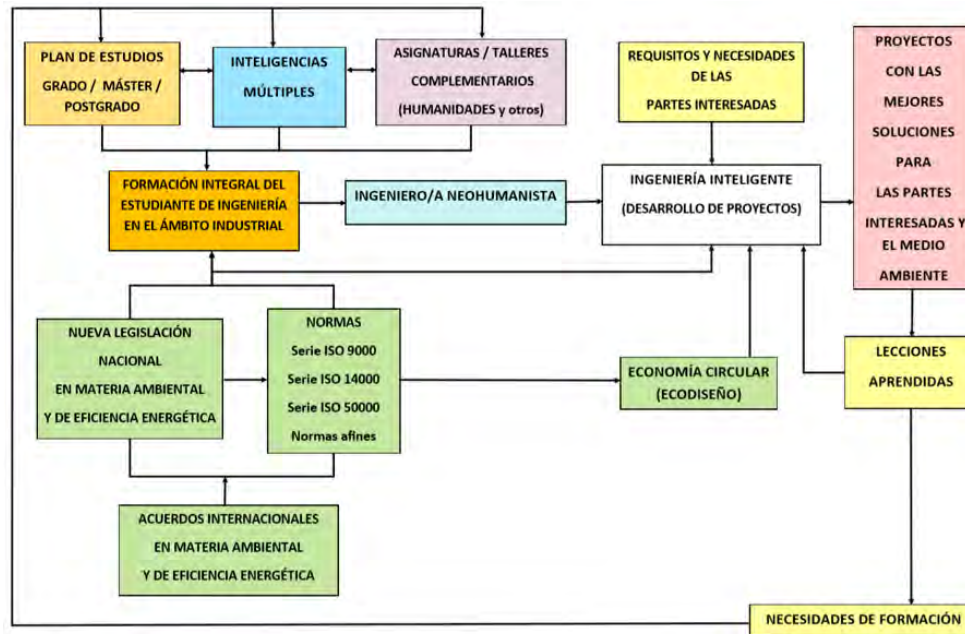 PLAN DE ESTUDIOS
GRADO / MÁSTER /
POSTGRADO
INTELIGENCIAS
MÚLTIPLES
ASIGNATURAS / TALLERES
COMPLEMENTARIOS
(HUMANIDADES y otros)
REQUISITOS Y NECESIDADES
DE LAS
PARTES INTERESADAS
PROYECTOS
CON LAS
MEJORES
SOLUCIONES
PARA
LAS PARTES
INTERESADAS Y
EL MEDIO
AMBIENTE
FORMACIÓN INTEGRAL DEL
ESTUDIANTE DE INGENIERÍA
EN EL ÁMBITO INDUSTRIAL
INGENIERO/A NEOHUMANISTA
INGENIERÍA INTELIGENTE
(DESARROLLO DE PROYECTOS)
NUEVA LEGISLACIÓN
NACIONAL
EN MATERIA AMBIENTAL
Y DE EFICIENCIA ENERGÉTICA
NORMAS
Serie ISO 9000
Serie ISO 14000
Serie ISO 50000
Normas afines
ECONOMÍA CIRCULAR
(ECODISEÑO)
LECCIONES
APRENDIDAS
ACUERDOS INTERNACIONALES
EN MATERIA AMBIENTAL
Y DE EFICIENCIA ENERGÉTICA
NECESIDADES DE FORMACIÓN